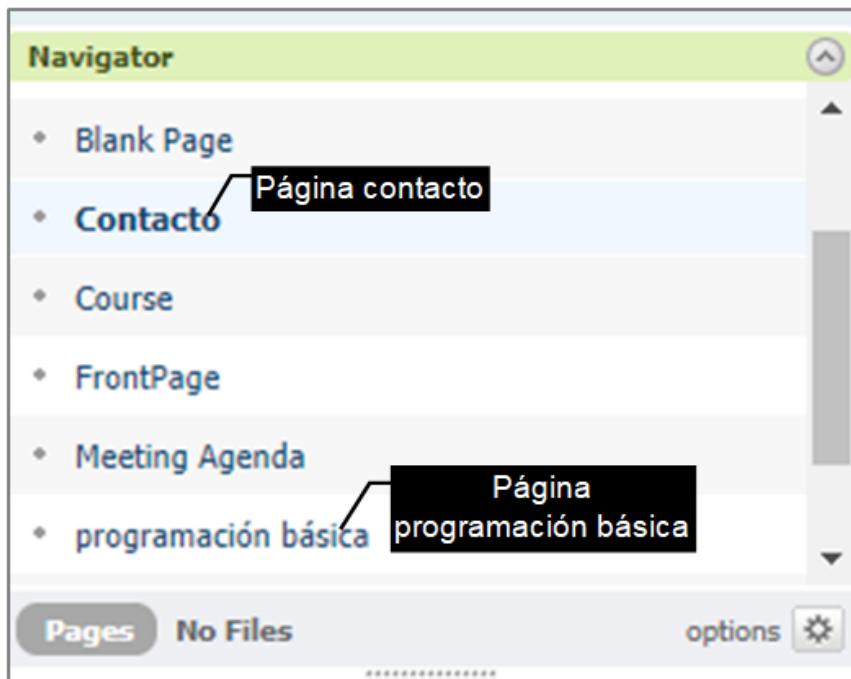 Navigator
Blank Page
Página contacto
Contacto
Course
FrontPage
Meeting Agenda
Página
programación básica
programación básica
Pages No Files options